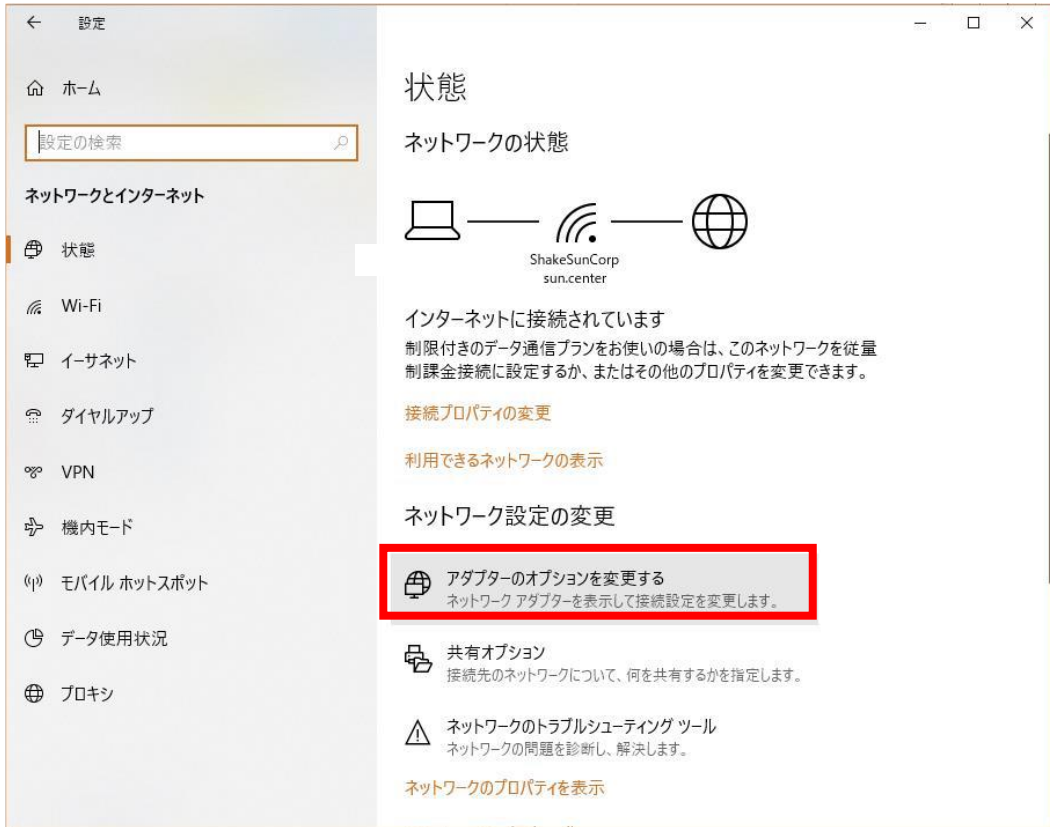 設定
ホーム
設定の検索
ネットワークとインターネット
状態
Wi-Fi
イーサネット
ダイヤルアップ
VPN
機内モード
モバイル ホットスポット
データ使用状況
プロキシ
状態
ネットワークの状態
ShakeSunCorp
sun.center
インターネットに接続されています
制限付きのデータ通信プランをお使いの場合は、このネットワークを従量
制課金接続に設定するか、またはその他のプロパティを変更できます。
接続プロパティの変更
利用できるネットワークの表示
ネットワーク設定の変更
アダプターのオプションを変更する
ネットワーク アダプターを表示して接続設定を変更します。
共有オプション
接続先のネットワークについて、何を共有するかを指定します。
ネットワークのトラブルシューティング ツール
ネットワークの問題を診断し、解決します。
ネットワークのプロパティを表示